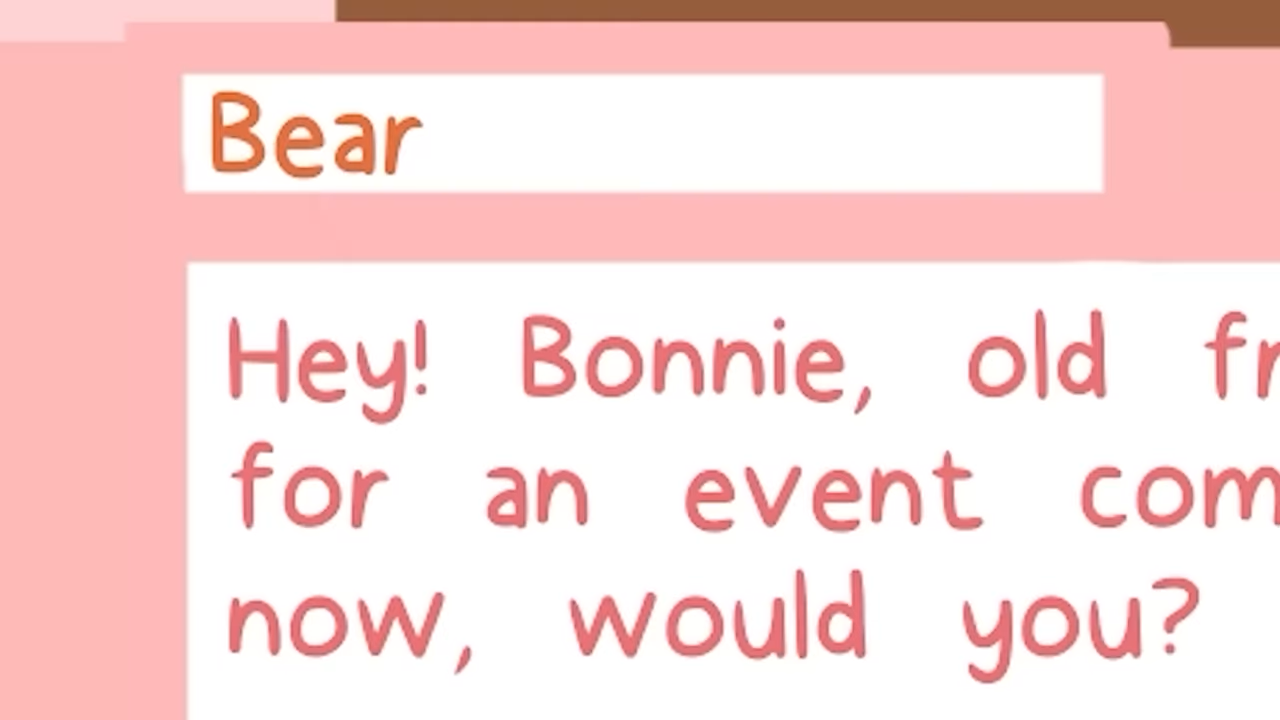 Bear
Hey! Bonnie, old
for an event
now, would you?